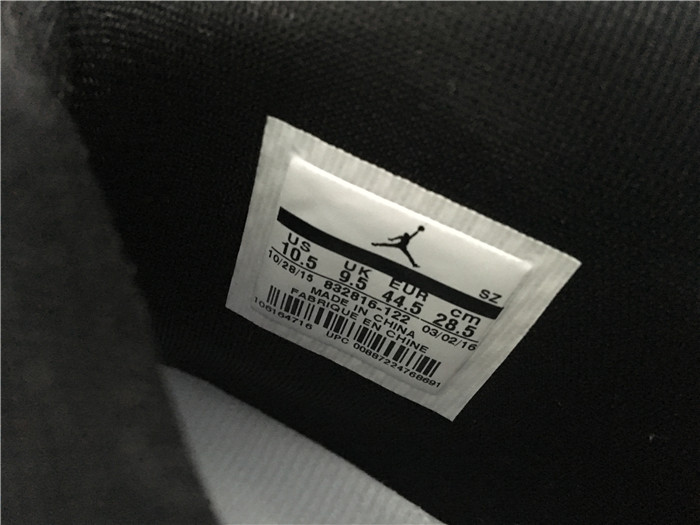 US UK EUR cm SZ
10.5 9.5 44.5 28.5
10/28/15 832816-122 03/02/16
MADE IN CHINA
FABRIQUE EN CHINE
UPC